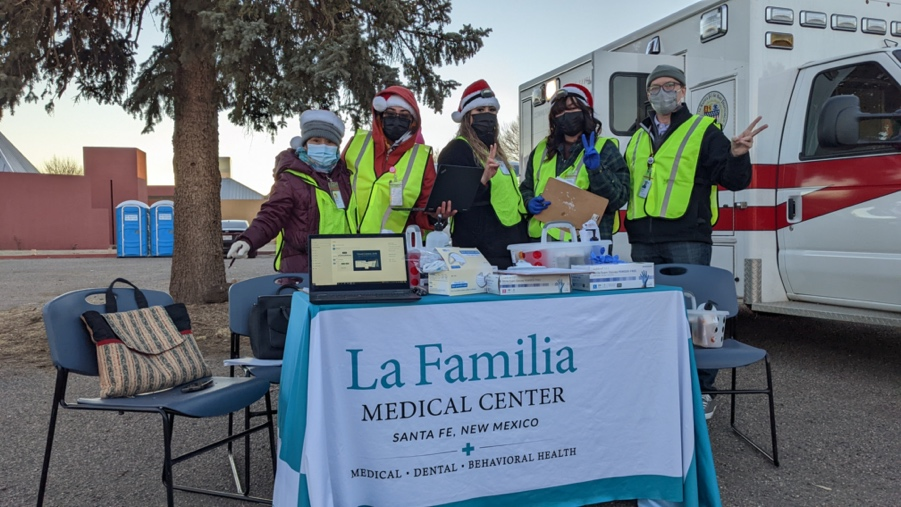 La Familia
MEDICAL CENTER
SANTA FE, NEW MEXICO
MEDICAL • DENTAL • BEHAVIORAL HEALTH